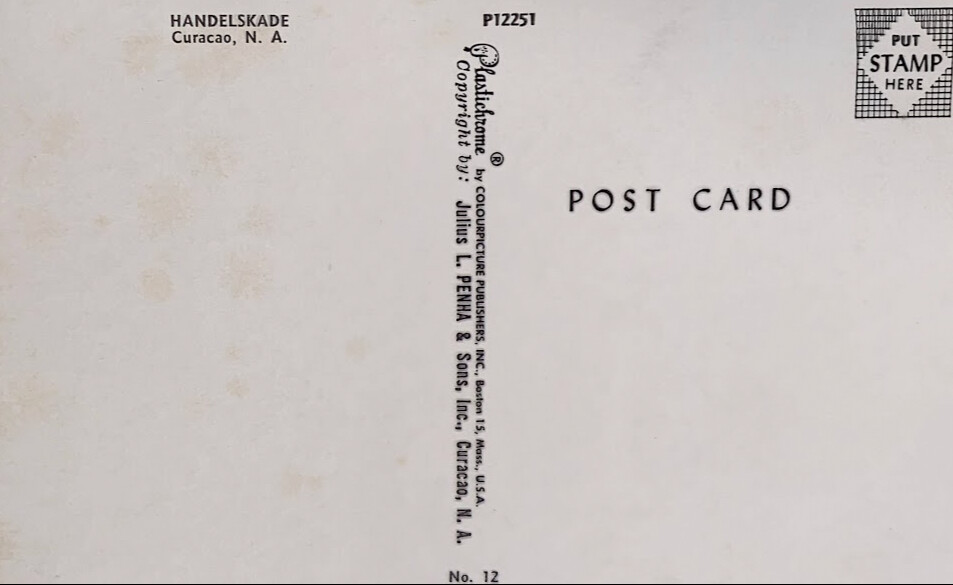 HANDELSKADE
Curacao, N. A.
P12251
Plastichrome ® by COLOURPICTURE PUBLISHERS, INC., Boston 15, Mass., U.S.A.
Copyright by: Julius L. PENHA & Sons, Inc., Curacao, N. A.
No. 12
PUT
STAMP
HERE
POST CARD